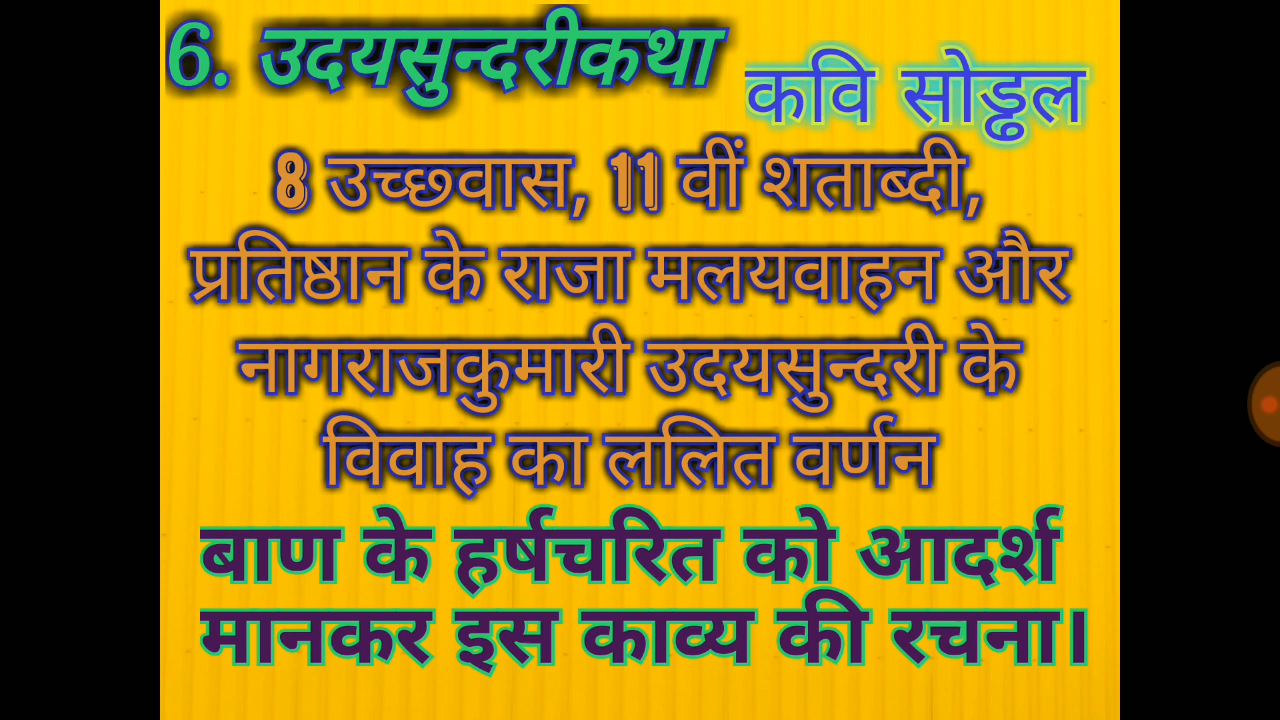 6. उदयसुन्दरीकथा
कवि सोड्ढल
8 उच्छवास, 11 वीं शताब्दी,
प्रतिष्ठान के राजा मलयवाहन और
नागराजकुमारी उदयसुन्दरी के
विवाह का ललित वर्णन
बाण के हर्षचरित को आदर्श
मानकर इस काव्य की रचना।